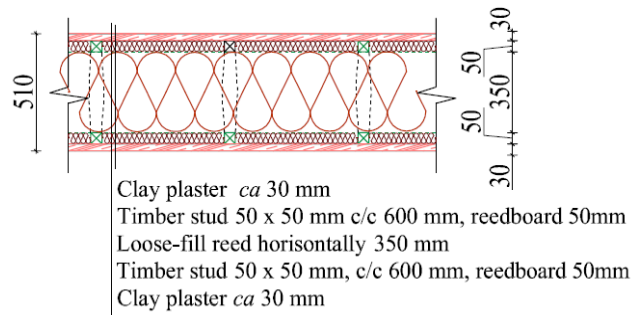 510
30
50
350
50
30
Clay plaster ca 30 mm
Timber stud 50 x 50 mm c/c 600 mm, reedboard 50mm
Loose-fill reed horisontally 350 mm
Timber stud 50 x 50 mm, c/c 600 mm, reedboard 50mm
Clay plaster ca 30 mm